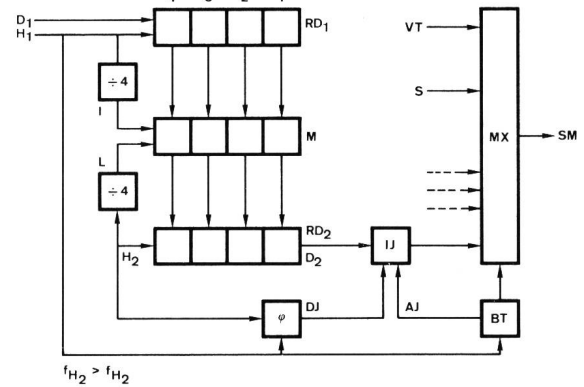 D1
H1
RD1
÷4
I
M
L
÷4
H2
RD2
D2
VT
S
MX
SM
IJ
φ
DJ
AJ
BT
fH2 > fH2